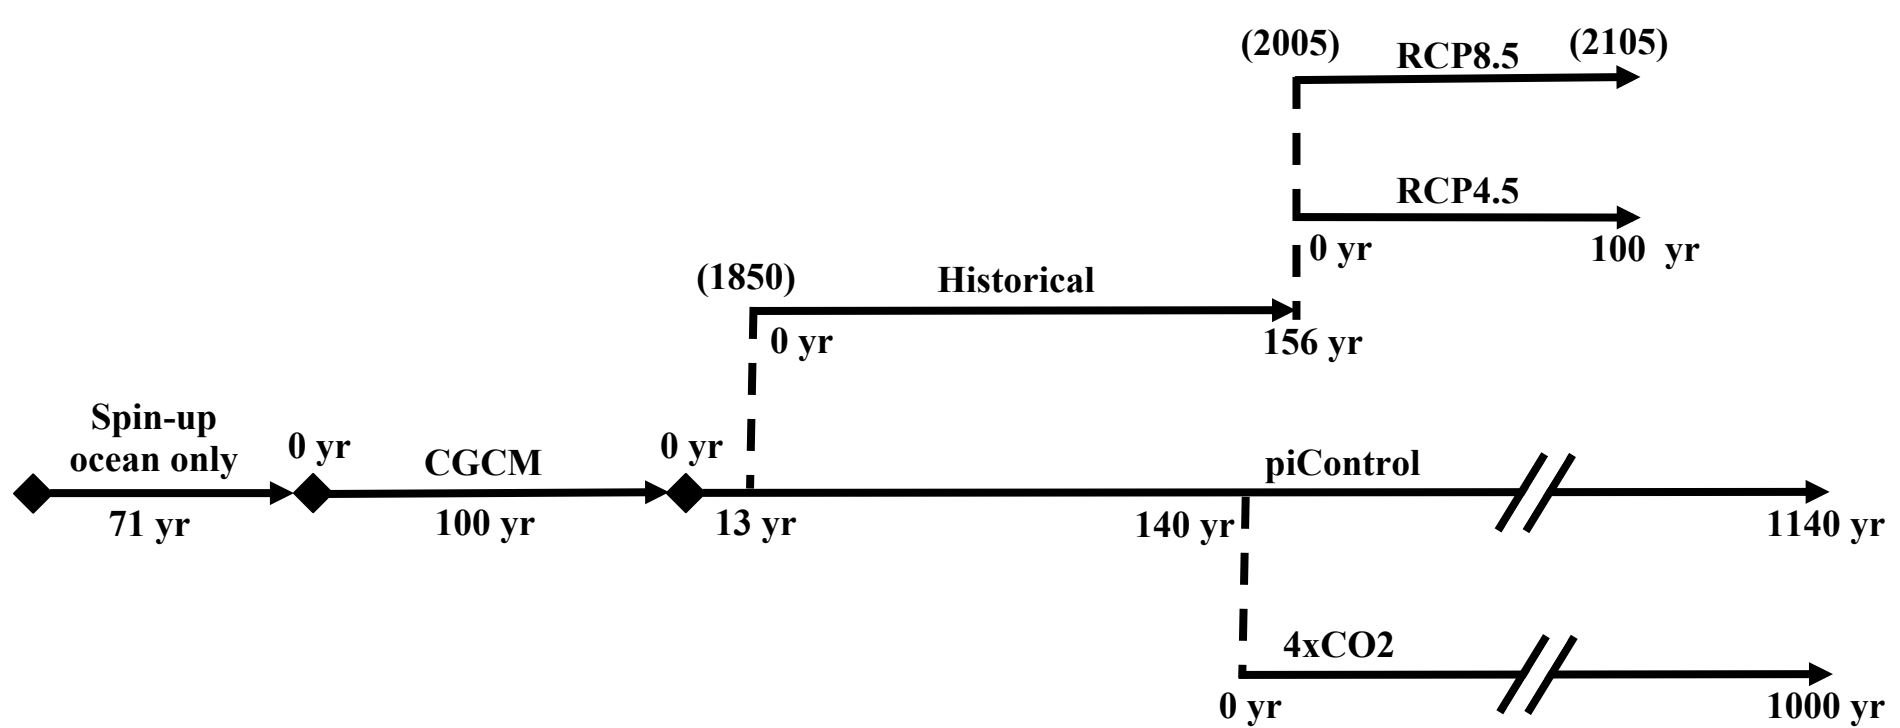 (2005)
RCP8.5
(2105)
RCP4.5
0 yr
100 yr
(1850)
Historical
0 yr
156 yr
Spin-up
ocean only
71 yr
0 yr
CGCM
100 yr
0 yr
13 yr
140 yr
piControl
1140 yr
4xCO2
0 yr
1000 yr